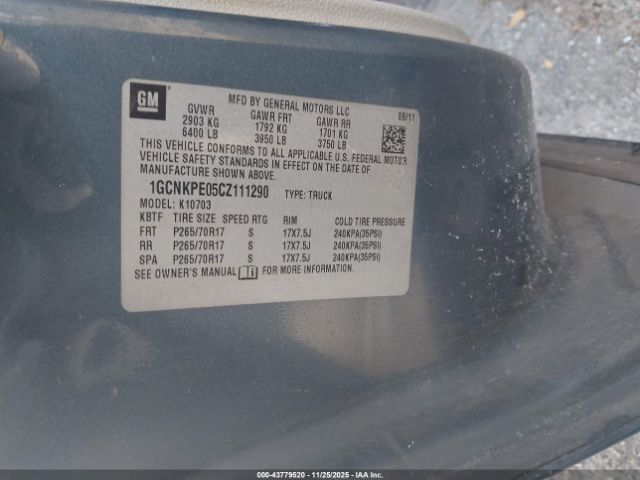 GM
MFD BY GENERAL MOTORS LLC
09/11
GVWR GAWR FRT GAWR RR
2903 KG 1792 KG 1701 KG
6400 LB 3950 LB 3750 LB
THIS VEHICLE CONFORMS TO ALL APPLICABLE U.S. FEDERAL MOTOR
VEHICLE SAFETY STANDARDS IN EFFECT ON THE DATE OF
MANUFACTURE SHOWN ABOVE.
1GCNKPE05CZ111290 TYPE: TRUCK
MODEL: K10703
KBTF TIRE SIZE SPEED RTG RIM COLD TIRE PRESSURE
FRT P265/70R17 S 17X7.5J 240KPA(35PSI)
RR P265/70R17 S 17X7.5J 240KPA(35PSI)
SPA P265/70R17 S 17X7.5J 240KPA(35PSI)
SEE OWNER'S MANUAL FOR MORE INFORMATION.
000-43779520 - 11/25/2025 - IAA Inc.